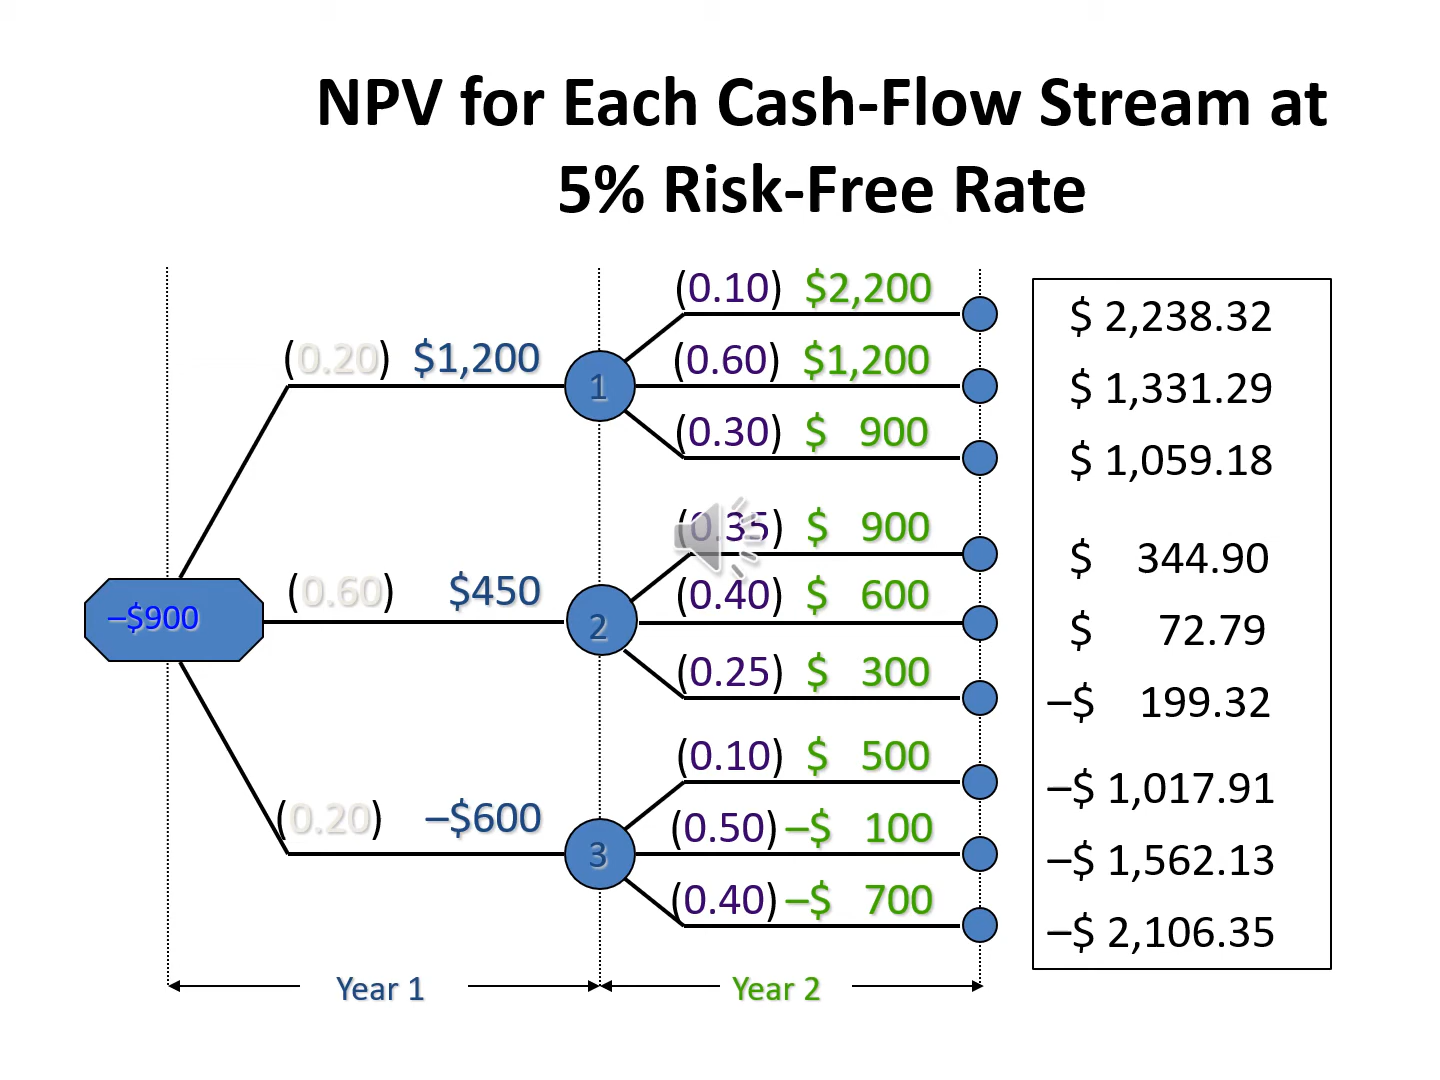 NPV for Each Cash-Flow Stream at
5% Risk-Free Rate
(0.10) $2,200
$ 2,238.32
(0.20) $1,200
(0.60) $1,200
1
$ 1,331.29
(0.30) $ 900
$ 1,059.18
(0.35) $ 900
$ 344.90
–$900
(0.60) $450
(0.40) $ 600
2
$ 72.79
(0.25) $ 300
–$ 199.32
(0.10) $ 500
–$ 1,017.91
(0.20) –$600
(0.50) –$ 100
3
–$ 1,562.13
(0.40) –$ 700
–$ 2,106.35
Year 1
Year 2